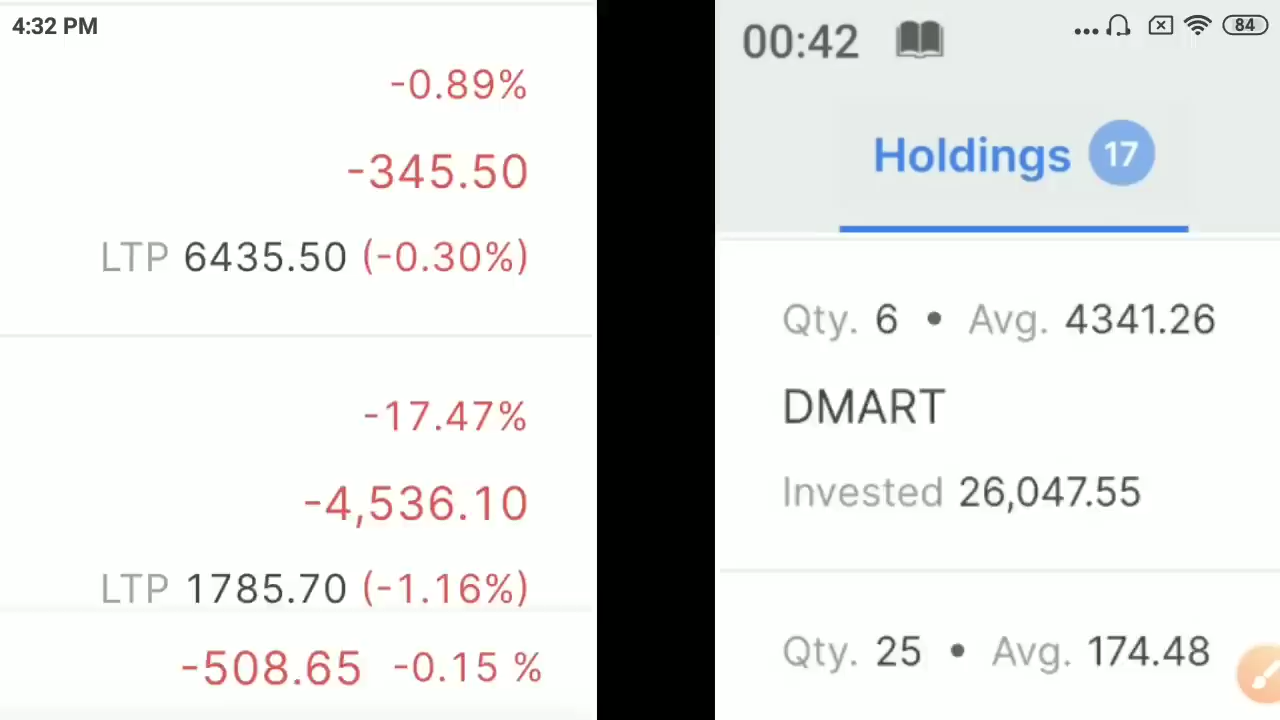 4:32 PM
-0.89%
-345.50
LTP 6435.50 (-0.30%)
-17.47%
-4,536.10
LTP 1785.70 (-1.16%)
-508.65 -0.15 %
00:42
84
Holdings 17
Qty. 6 • Avg. 4341.26
DMART
Invested 26,047.55
Qty. 25 • Avg. 174.48